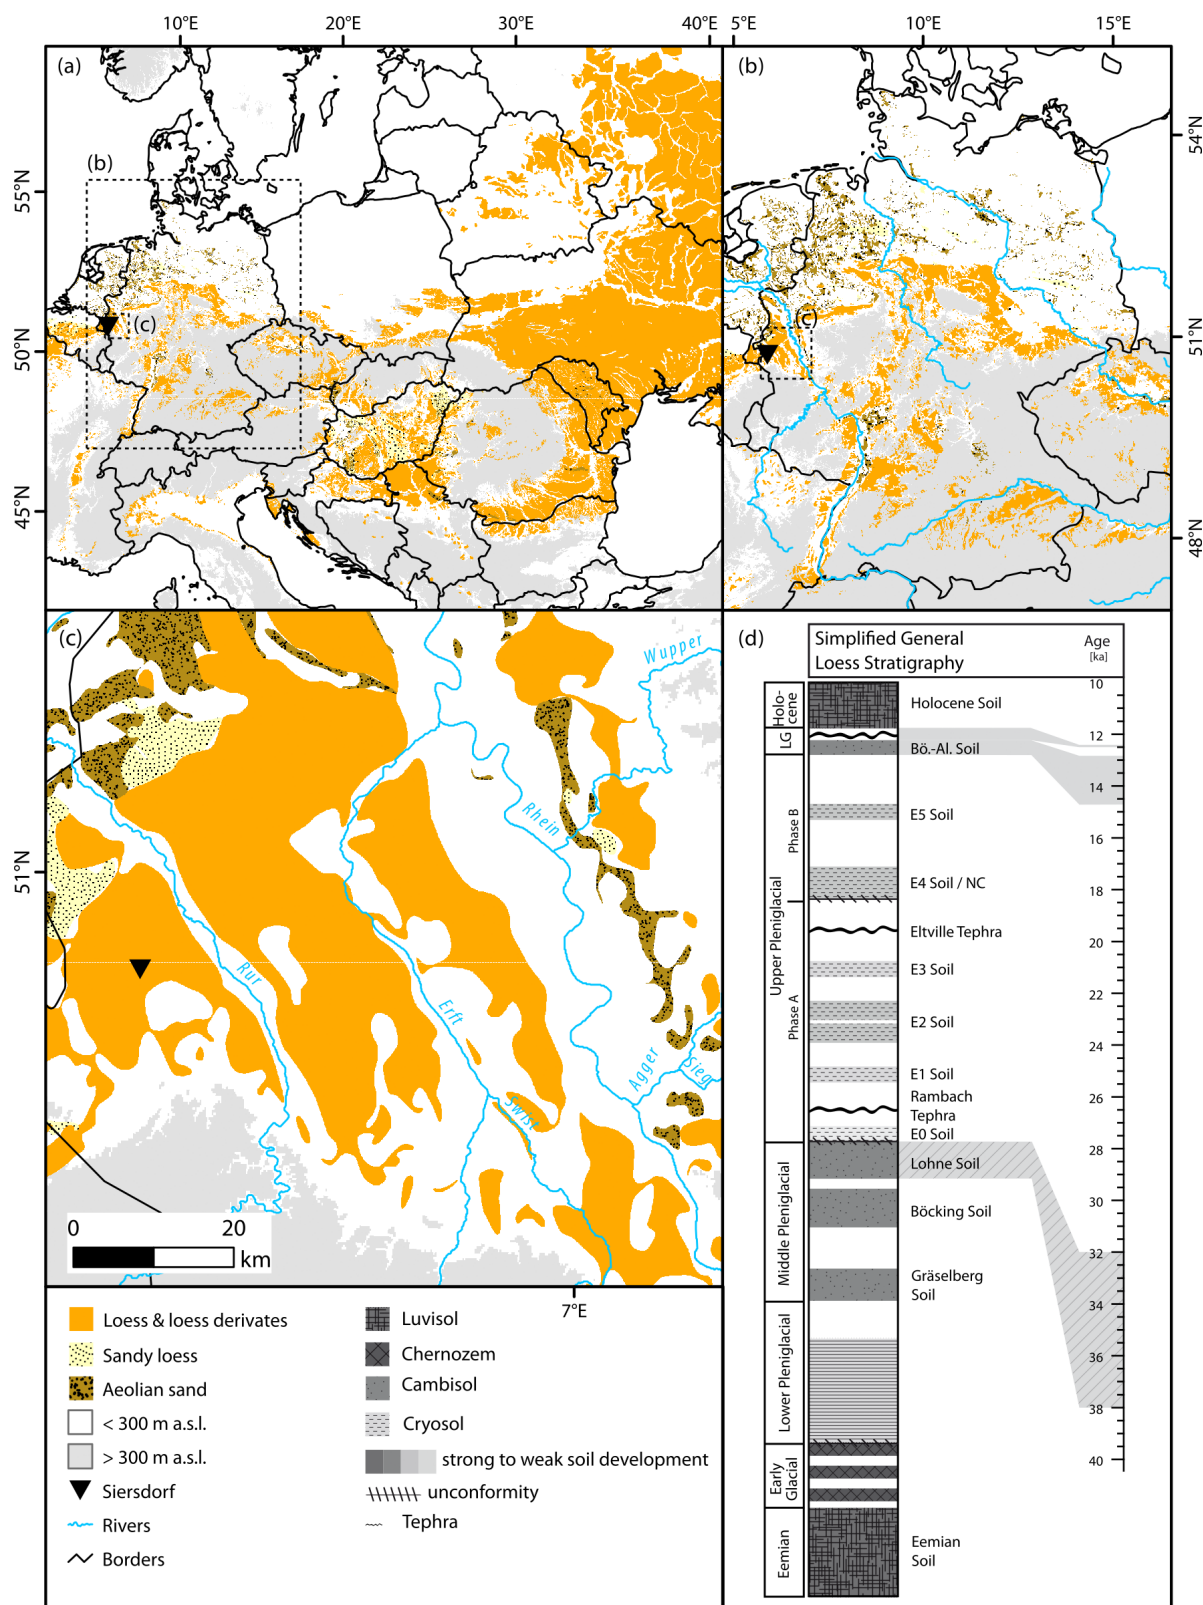 10°E
20°E
30°E
40°E
5°E
10°E
15°E
(a)
(b)
(c)
55°N
50°N
45°N
(b)
(c)
54°N
51°N
48°N
(c)
Wupper
Rhein
Rur
Erft
Swist
Agger
Sieg
51°N
0
20
km
7°E
Loess & loess derivates
Sandy loess
Aeolian sand
< 300 m a.s.l.
> 300 m a.s.l.
Siersdorf
Rivers
Borders
Luvisol
Chernozem
Cambisol
Cryosol
strong to weak soil development
unconformity
Tephra
(d)
Simplified General
Loess Stratigraphy
Age
[ka]
Holo-
cene
LG
Upper Pleniglacial
Phase B
Phase A
Middle Pleniglacial
Lower Pleniglacial
Early
Glacial
Eemian
Holocene Soil
Bö.-Al. Soil
E5 Soil
E4 Soil / NC
Eltville Tephra
E3 Soil
E2 Soil
E1 Soil
Rambach
Tephra
E0 Soil
Lohne Soil
Böcking Soil
Gräselberg
Soil
Eemian
Soil
10
12
14
16
18
20
22
24
26
28
30
32
34
36
38
40